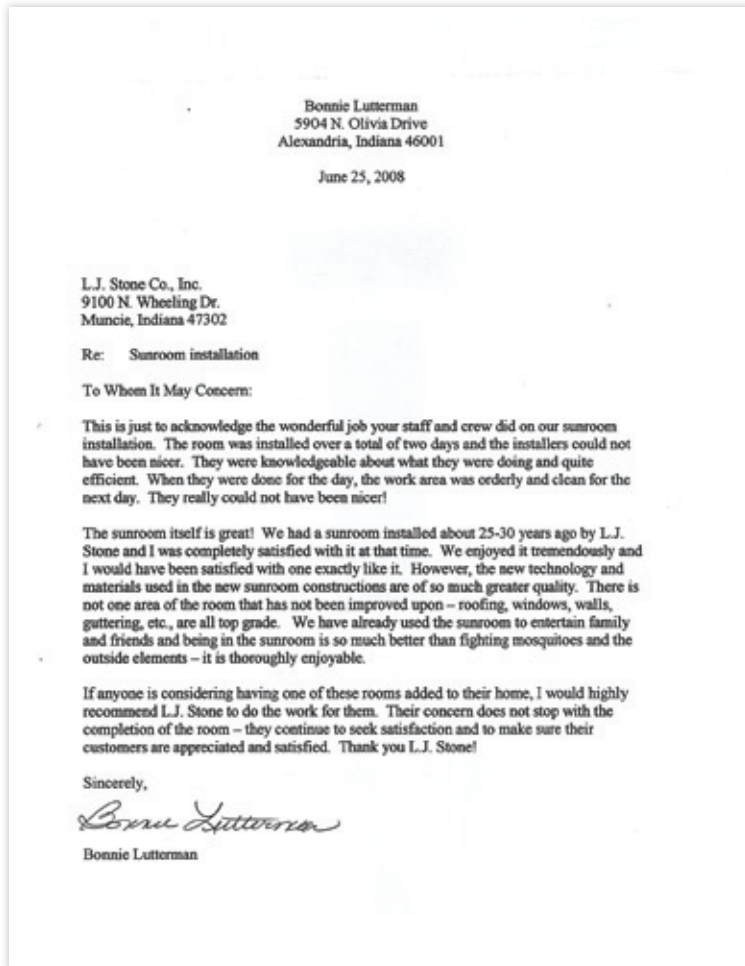 Bonnie Lutterman
5904 N. Olivia Drive
Alexandria, Indiana 46001
June 25, 2008
L.J. Stone Co., Inc.
9100 N. Wheeling Dr.
Muncie, Indiana 47302
Re: Sunroom installation
To Whom It May Concern:
This is just to acknowledge the wonderful job your staff and crew did on our sunroom
installation. The room was installed over a total of two days and the installers could not
have been nicer. They were knowledgeable about what they were doing and quite
efficient. When they were done for the day, the work area was orderly and clean for the
next day. They really could not have been nicer!
The sunroom itself is great! We had a sunroom installed about 25-30 years ago by L.J.
Stone and I was completely satisfied with it at that time. We enjoyed it tremendously and
I would have been satisfied with one exactly like it. However, the new technology and
materials used in the new sunroom constructions are of so much greater quality. There is
not one area of the room that has not been improved upon – roofing, windows, walls,
guttering, etc., are all top grade. We have already used the sunroom to entertain family
and friends and being in the sunroom is so much better than fighting mosquitoes and the
outside elements – it is thoroughly enjoyable.
If anyone is considering having one of these rooms added to their home, I would highly
recommend L.J. Stone to do the work for them. Their concern does not stop with the
completion of the room – they continue to seek satisfaction and to make sure their
customers are appreciated and satisfied. Thank you L.J. Stone!
Sincerely,
Bonnie Lutterman
Bonnie Lutterman